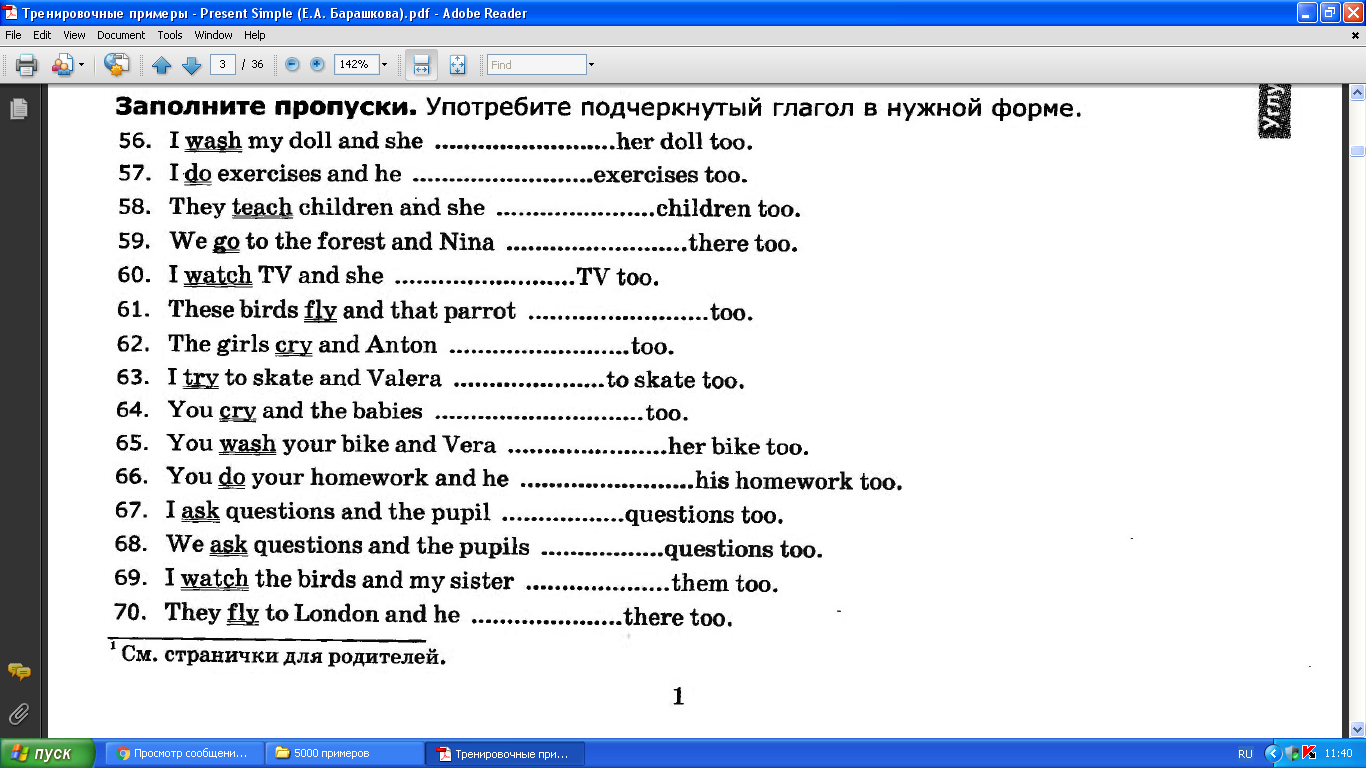 Тренировочные примеры - Present Simple (Е.А. Барашкова).pdf - Adobe Reader
File Edit View Document Tools Window Help
3 / 36 142% Find
Заполните пропуски. Употребите подчеркнутый глагол в нужной форме.
56. I wash my doll and she ..........................her doll too.
57. I do exercises and he ..........................exercises too.
58. They teach children and she .......................children too.
59. We go to the forest and Nina ..........................there too.
60. I watch TV and she ..........................TV too.
61. These birds fly and that parrot ..........................too.
62. The girls cry and Anton ..........................too.
63. I try to skate and Valera ......................to skate too.
64. You cry and the babies ..............................too.
65. You wash your bike and Vera .......................her bike too.
66. You do your homework and he .........................his homework too.
67. I ask questions and the pupil ..................questions too.
68. We ask questions and the pupils ..................questions too.
69. I watch the birds and my sister .....................them too.
70. They fly to London and he ......................there too.
1 См. странички для родителей.
1
пуск Просмотр сообщени... 5000 примеров Тренировочные при... RU 11:40